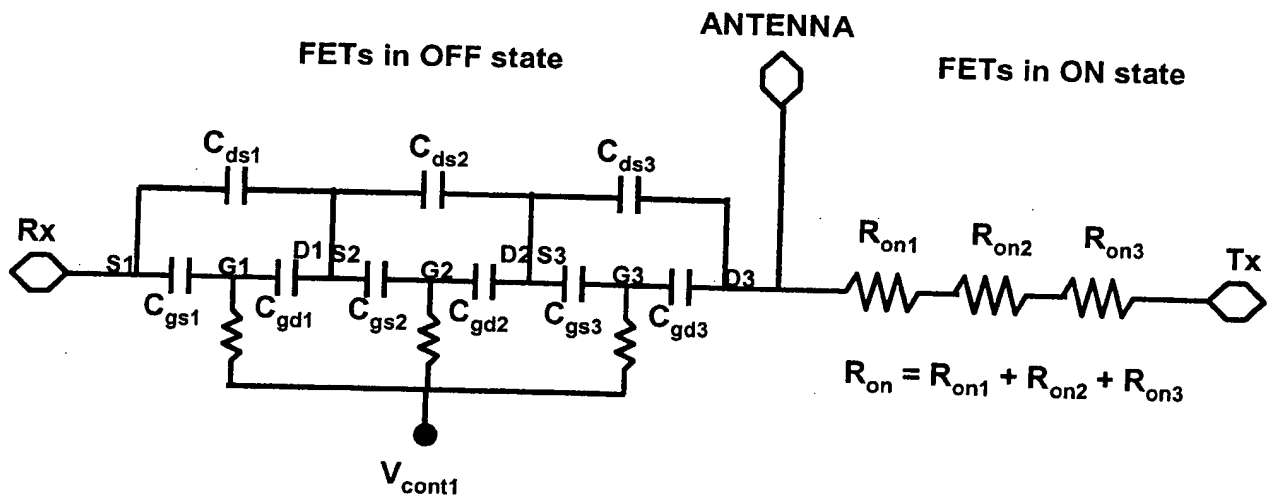 ANTENNA
FETs in OFF state
FETs in ON state
Cds1
Cds2
Cds3
Rx
S1
G1
D1
S2
G2
D2
S3
G3
D3
Ron1
Ron2
Ron3
Tx
Cgs1
Cgd1
Cgs2
Cgd2
Cgs3
Cgd3
Ron = Ron1 + Ron2 + Ron3
Vcont1